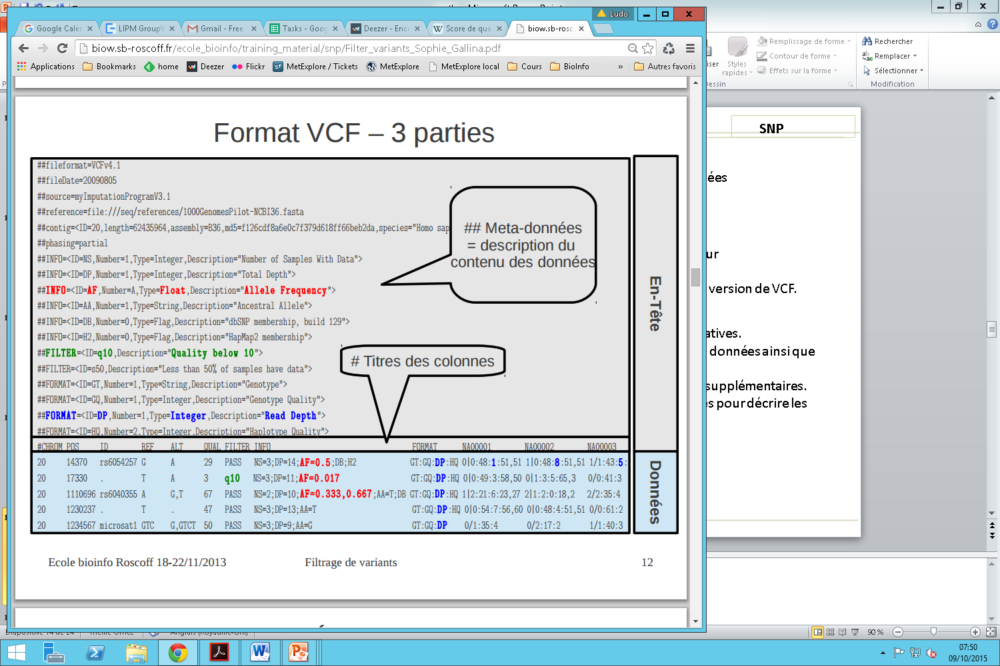 Ludo
Google Caler
LIPM GroupV
Gmail - Free
Tasks - Goog
Deezer - Enc
Score de qua
biow.sb-rosc
biow.sb-roscoff.fr/ecole_bioinfo/training_material/snp/Filter_variants_Sophie_Gallina.pdf
Applications Bookmarks home Deezer Flickr MetExplore / Tickets MetExplore MetExplore local Cours BioInfo » Autres favoris
Format VCF – 3 parties
##fileformat=VCFv4.1
##fileDate=20090805
##source=myImputationProgramV3.1
##reference=file:///seq/references/1000GenomesPilot-NCBI36.fasta
##contig=<ID=20,length=62435964,assembly=B36,md5=f126cdf8a6e0c7f379d618ff66beb2da,species="Homo sap
##phasing=partial
##INFO=<ID=NS,Number=1,Type=Integer,Description="Number of Samples With Data">
##INFO=<ID=DP,Number=1,Type=Integer,Description="Total Depth">
##INFO=<ID=AF,Number=A,Type=Float,Description="Allele Frequency">
##INFO=<ID=AA,Number=1,Type=String,Description="Ancestral Allele">
##INFO=<ID=DB,Number=0,Type=Flag,Description="dbSNP membership, build 129">
##INFO=<ID=H2,Number=0,Type=Flag,Description="HapMap2 membership">
##FILTER=<ID=q10,Description="Quality below 10">
##FILTER=<ID=s50,Description="Less than 50% of samples have data">
##FORMAT=<ID=GT,Number=1,Type=String,Description="Genotype">
##FORMAT=<ID=GQ,Number=1,Type=Integer,Description="Genotype Quality">
##FORMAT=<ID=DP,Number=1,Type=Integer,Description="Read Depth">
##FORMAT=<ID=HQ,Number=2,Type=Integer,Description="Haplotype Quality">
## Meta-données
= description du
contenu des données
# Titres des colonnes
En-Tête
#CHROM POS ID REF ALT QUAL FILTER INFO FORMAT NA00001 NA00002 NA00003
20 14370 rs6054257 G A 29 PASS NS=3;DP=14;AF=0.5;DB;H2 GT:GQ:DP:HQ 0|0:48:1:51,51 1|0:48:8:51,51 1/1:43:5:
20 17330 . T A 3 q10 NS=3;DP=11;AF=0.017 GT:GQ:DP:HQ 0|0:49:3:58,50 0|1:3:5:65,3 0/0:41:3
20 1110696 rs6040355 A G,T 67 PASS NS=2;DP=10;AF=0.333,0.667;AA=T;DB GT:GQ:DP:HQ 1|2:21:6:23,27 2|1:2:0:18,2 2/2:35:4
20 1230237 . T . 47 PASS NS=3;DP=13;AA=T GT:GQ:DP:HQ 0|0:54:7:56,60 0|0:48:4:51,51 0/0:61:2
20 1234567 microsat1 GTC G,GTCT 50 PASS NS=3;DP=9;AA=G GT:GQ:DP 0/1:35:4 0/2:17:2 1/1:40:3
Données
Ecole bioinfo Roscoff 18-22/11/2013 Filtrage de variants 12
iser
Styles
rapides
Remplissage de forme
Contour de forme
Effets sur la forme
Dessin
Rechercher
Remplacer
Sélectionner
Modification
SNP
ées
ur
version de VCF.
atives.
données ainsi que
supplémentaires.
s pour décrire les
90 %
07:50
09/10/2015